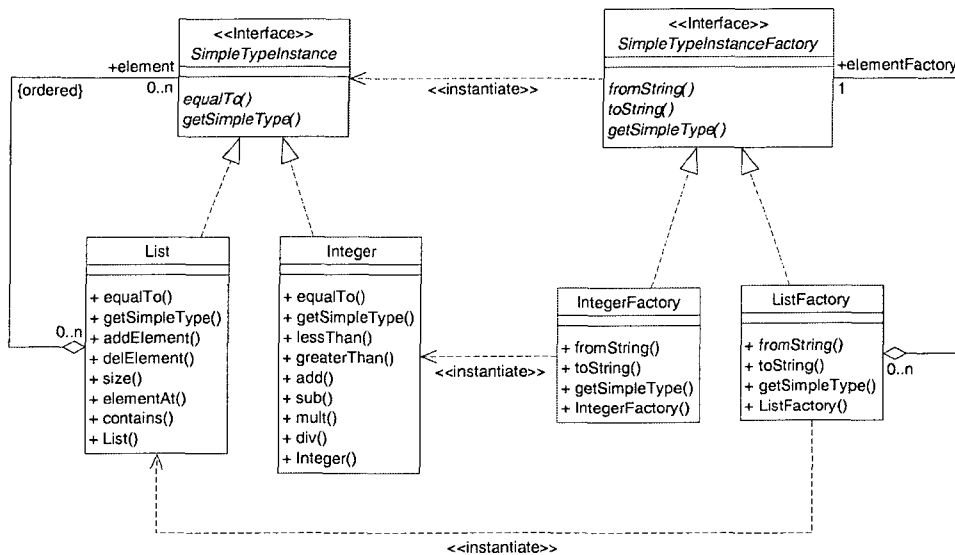 <<Interface>>
SimpleTypeInstance
equalTo()
getSimpleType()
<<Interface>>
SimpleTypeInstanceFactory
fromString()
toString()
getSimpleType()
+element
{ordered}
0..n
<<instantiate>>
+elementFactory
1
List
+ equalTo()
+ getSimpleType()
+ addElement()
+ delElement()
+ size()
+ elementAt()
+ contains()
+ List()
0..n
Integer
+ equalTo()
+ getSimpleType()
+ lessThan()
+ greaterThan()
+ add()
+ sub()
+ mult()
+ div()
+ Integer()
<<instantiate>>
IntegerFactory
+ fromString()
+ toString()
+ getSimpleType()
+ IntegerFactory()
ListFactory
+ fromString()
+ toString()
+ getSimpleType()
+ ListFactory()
0..n
<<instantiate>>